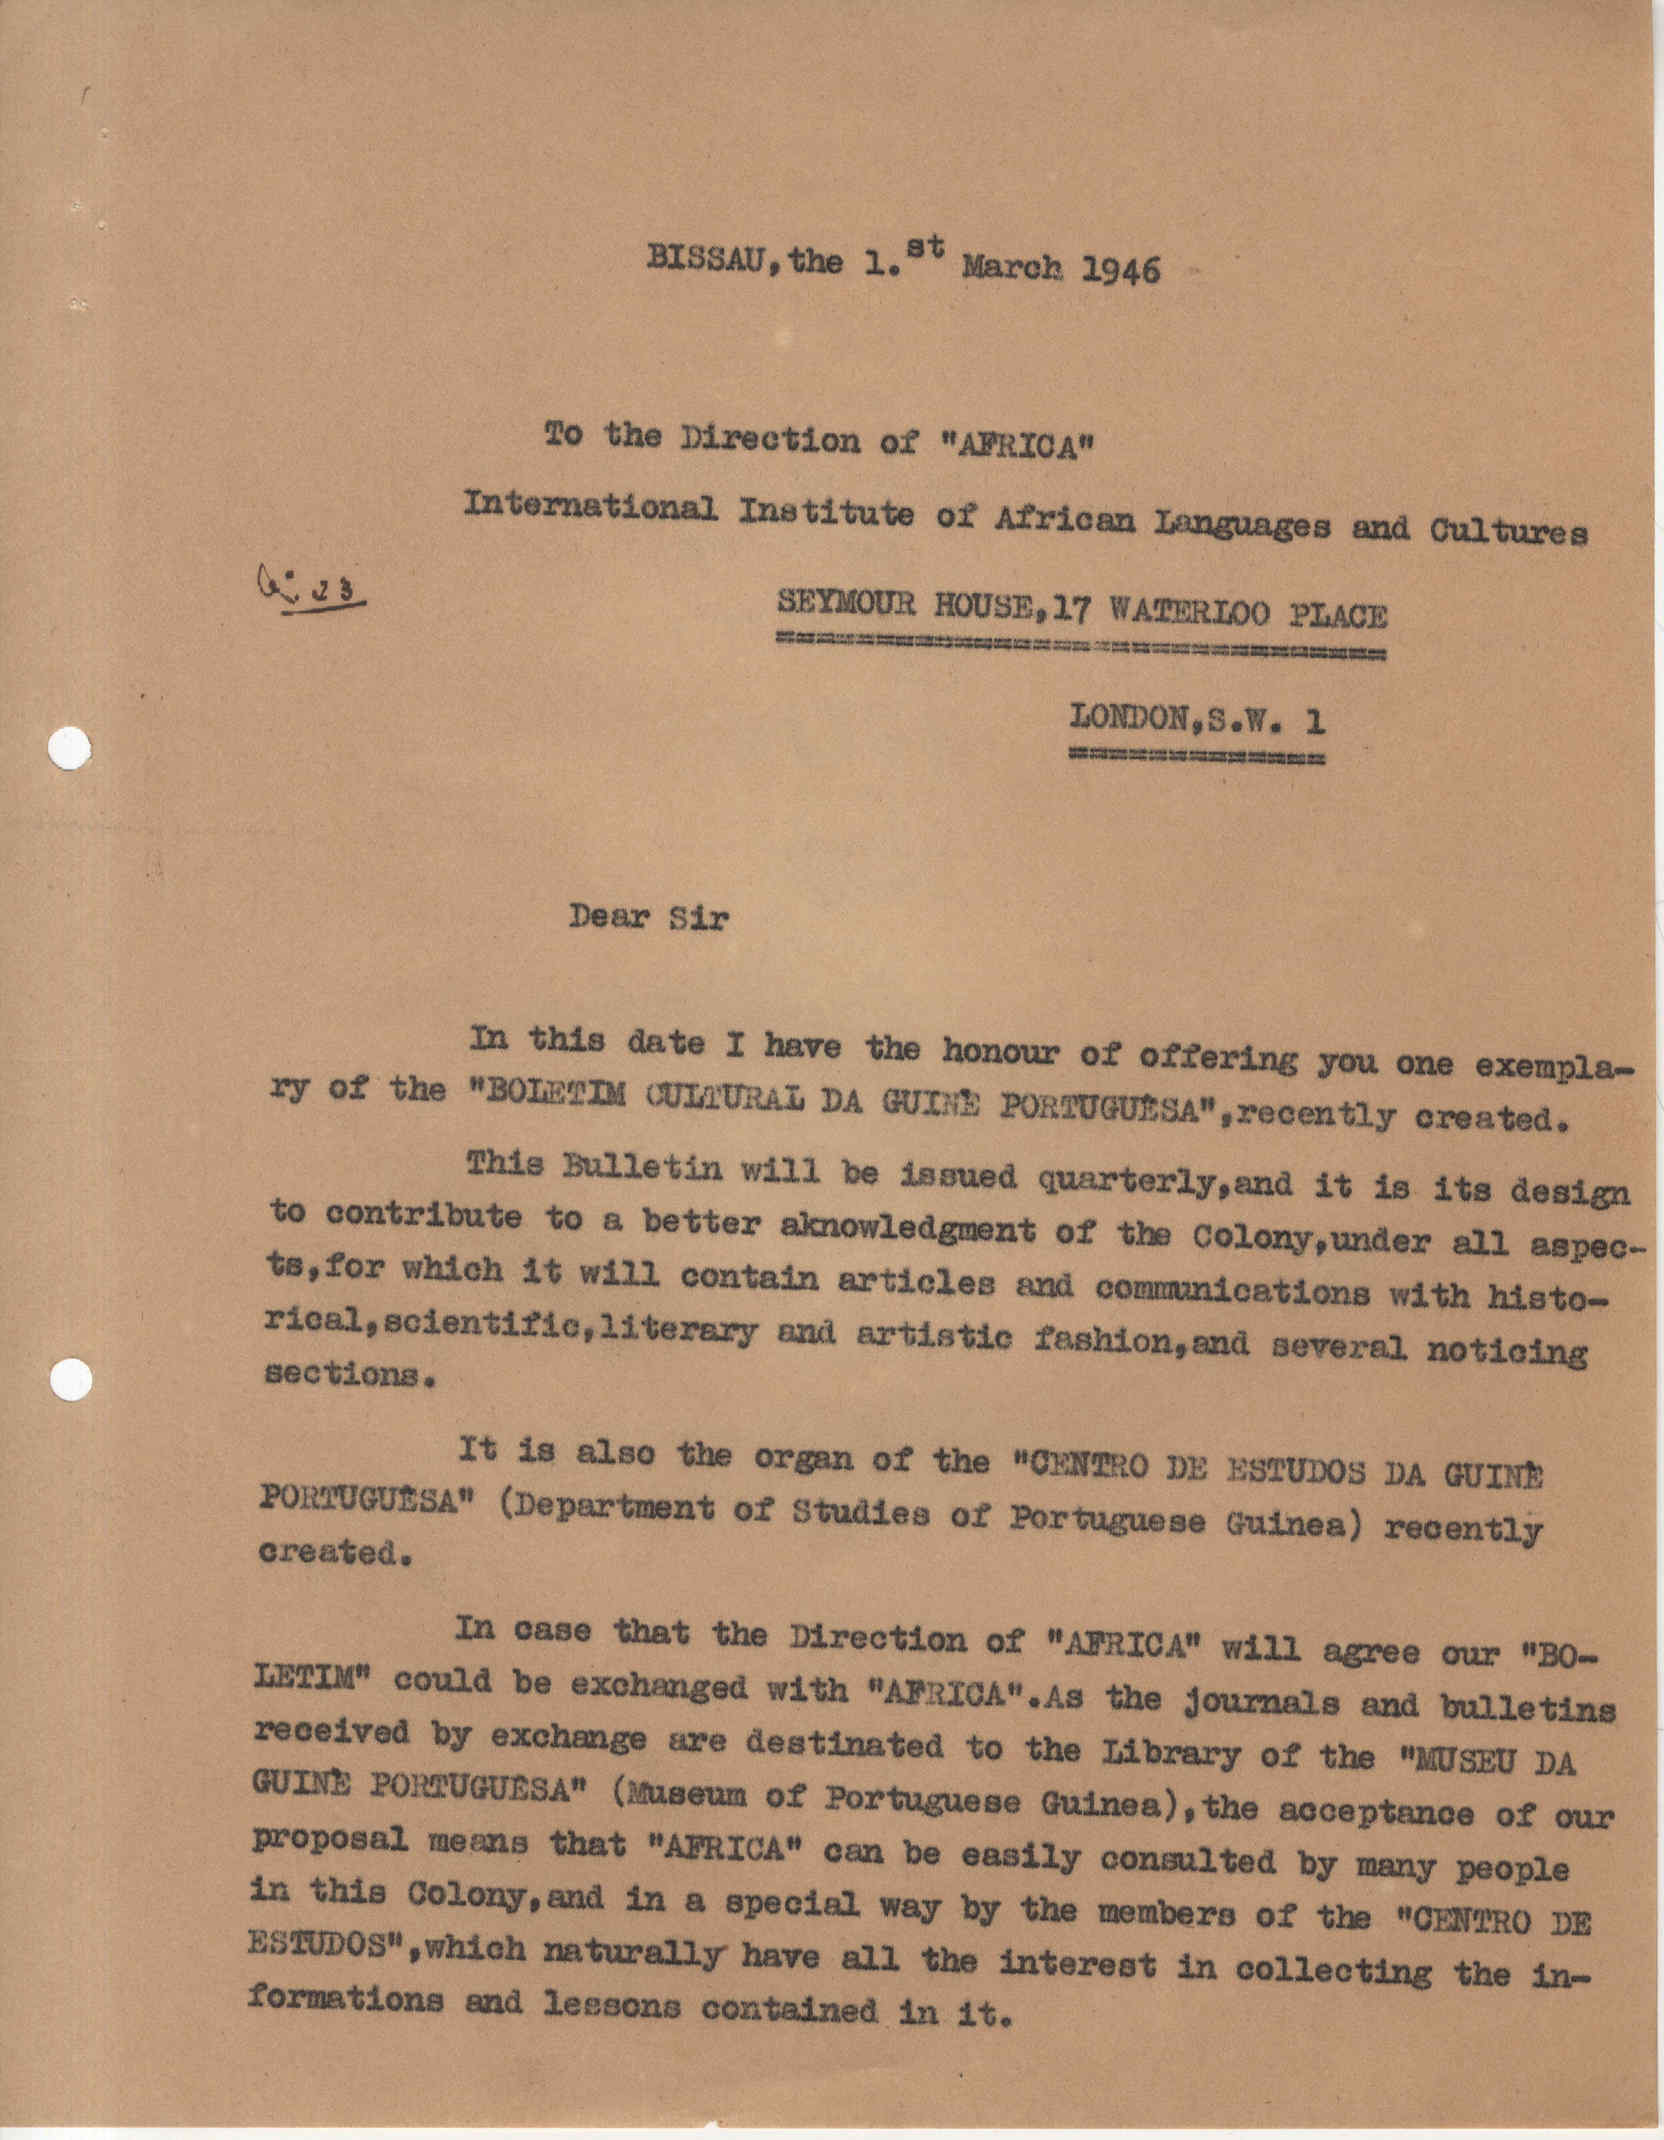 BISSAU,the 1.st March 1946
To the Direction of "AFRICA"
International Institute of African Languages and Cultures
23
SEYMOUR HOUSE,17 WATERLOO PLACE
LONDON,S.W. 1
Dear Sir
In this date I have the honour of offering you one exempla-
ry of the "BOLETIM CULTURAL DA GUINÈ PORTUGUÊSA",recently created.
This Bulletin will be issued quarterly,and it is its design
to contribute to a better aknowledgment of the Colony,under all aspec-
ts,for which it will contain articles and communications with histo-
rical,scientific,literary and artistic fashion,and several noticing
sections.
It is also the organ of the "CENTRO DE ESTUDOS DA GUINÈ
PORTUGUÊSA" (Department of Studies of Portuguese Guinea) recently
created.
In case that the Direction of "AFRICA" will agree our "BO-
LETIM" could be exchanged with "AFRICA".As the journals and bulletins
received by exchange are destinated to the Library of the "MUSEU DA
GUINÈ PORTUGUÊSA" (Museum of Portuguese Guinea),the acceptance of our
proposal means that "AFRICA" can be easily consulted by many people
in this Colony,and in a special way by the members of the "CENTRO DE
ESTUDOS",which naturally have all the interest in collecting the in-
formations and lessons contained in it.